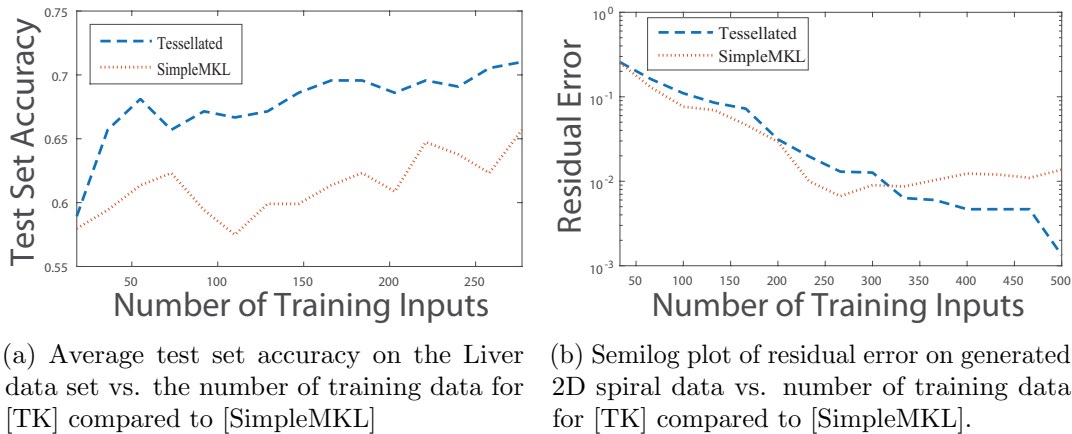 0.75
0.7
0.65
0.6
0.55
Test Set Accuracy
Tessellated
SimpleMKL
50
100
150
200
250
Number of Training Inputs
10^0
10^-1
10^-2
10^-3
Residual Error
Tessellated
SimpleMKL
50
100
150
200
250
300
350
400
450
500
Number of Training Inputs
(a) Average test set accuracy on the Liver
data set vs. the number of training data for
[TK] compared to [SimpleMKL]
(b) Semilog plot of residual error on generated
2D spiral data vs. number of training data
for [TK] compared to [SimpleMKL].